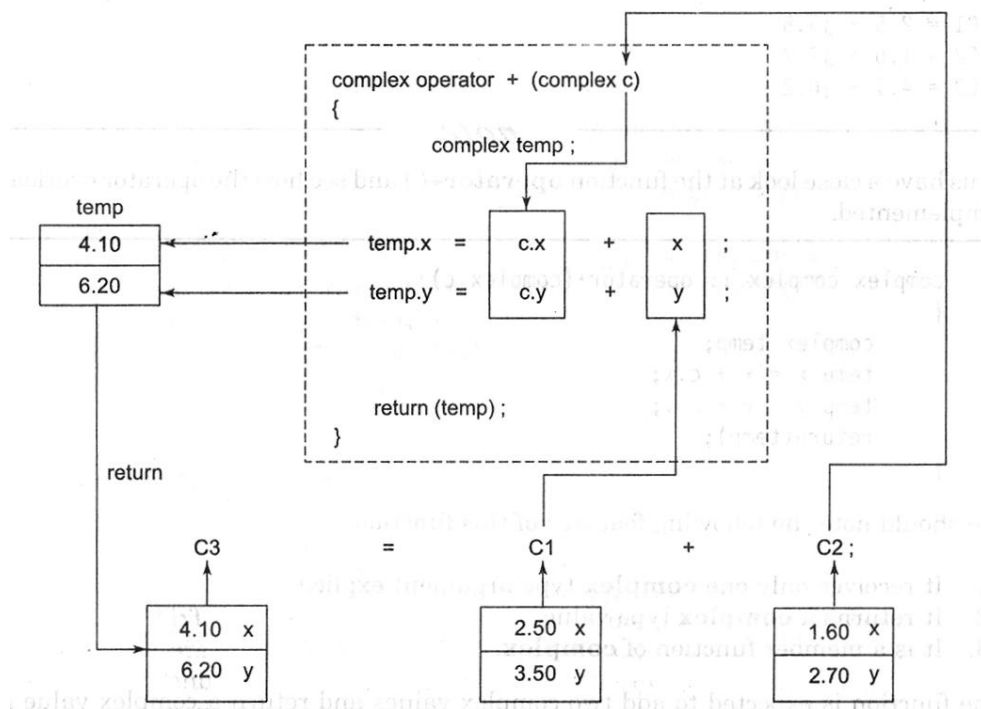 complex operator + (complex c)
{
complex temp ;
temp
4.10
6.20
temp.x = c.x + x ;
temp.y = c.y + y ;
return (temp) ;
}
return
C3 = C1 + C2 ;
4.10 x
6.20 y
2.50 x
3.50 y
1.60 x
2.70 y